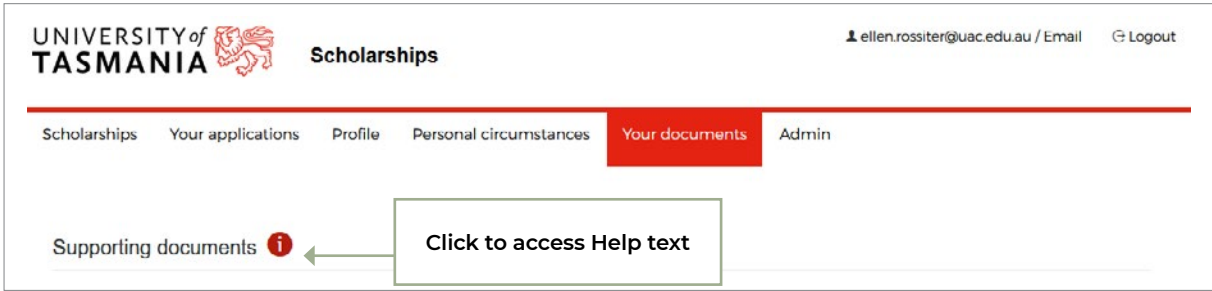 UNIVERSITY of
TASMANIA
Scholarships
ellen.rossiter@uac.edu.au / Email Logout
Scholarships Your applications Profile Personal circumstances Your documents Admin
Supporting documents i
Click to access Help text